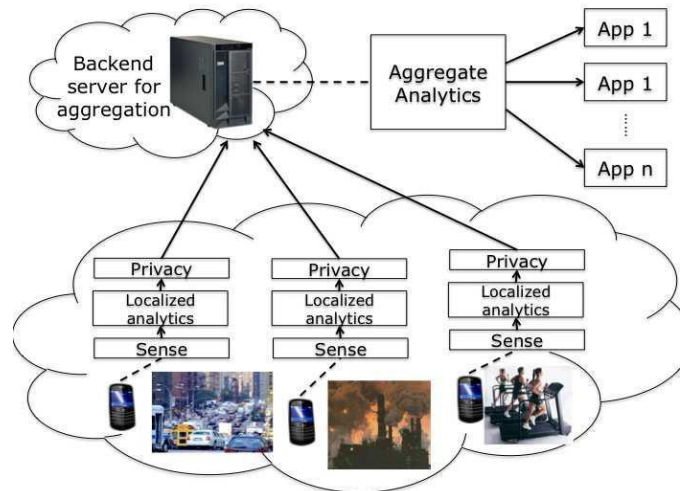 Backend
server for
aggregation
Aggregate
Analytics
App 1
App 1
App n
Privacy
Localized
analytics
Sense
Privacy
Localized
analytics
Sense
Privacy
Localized
analytics
Sense